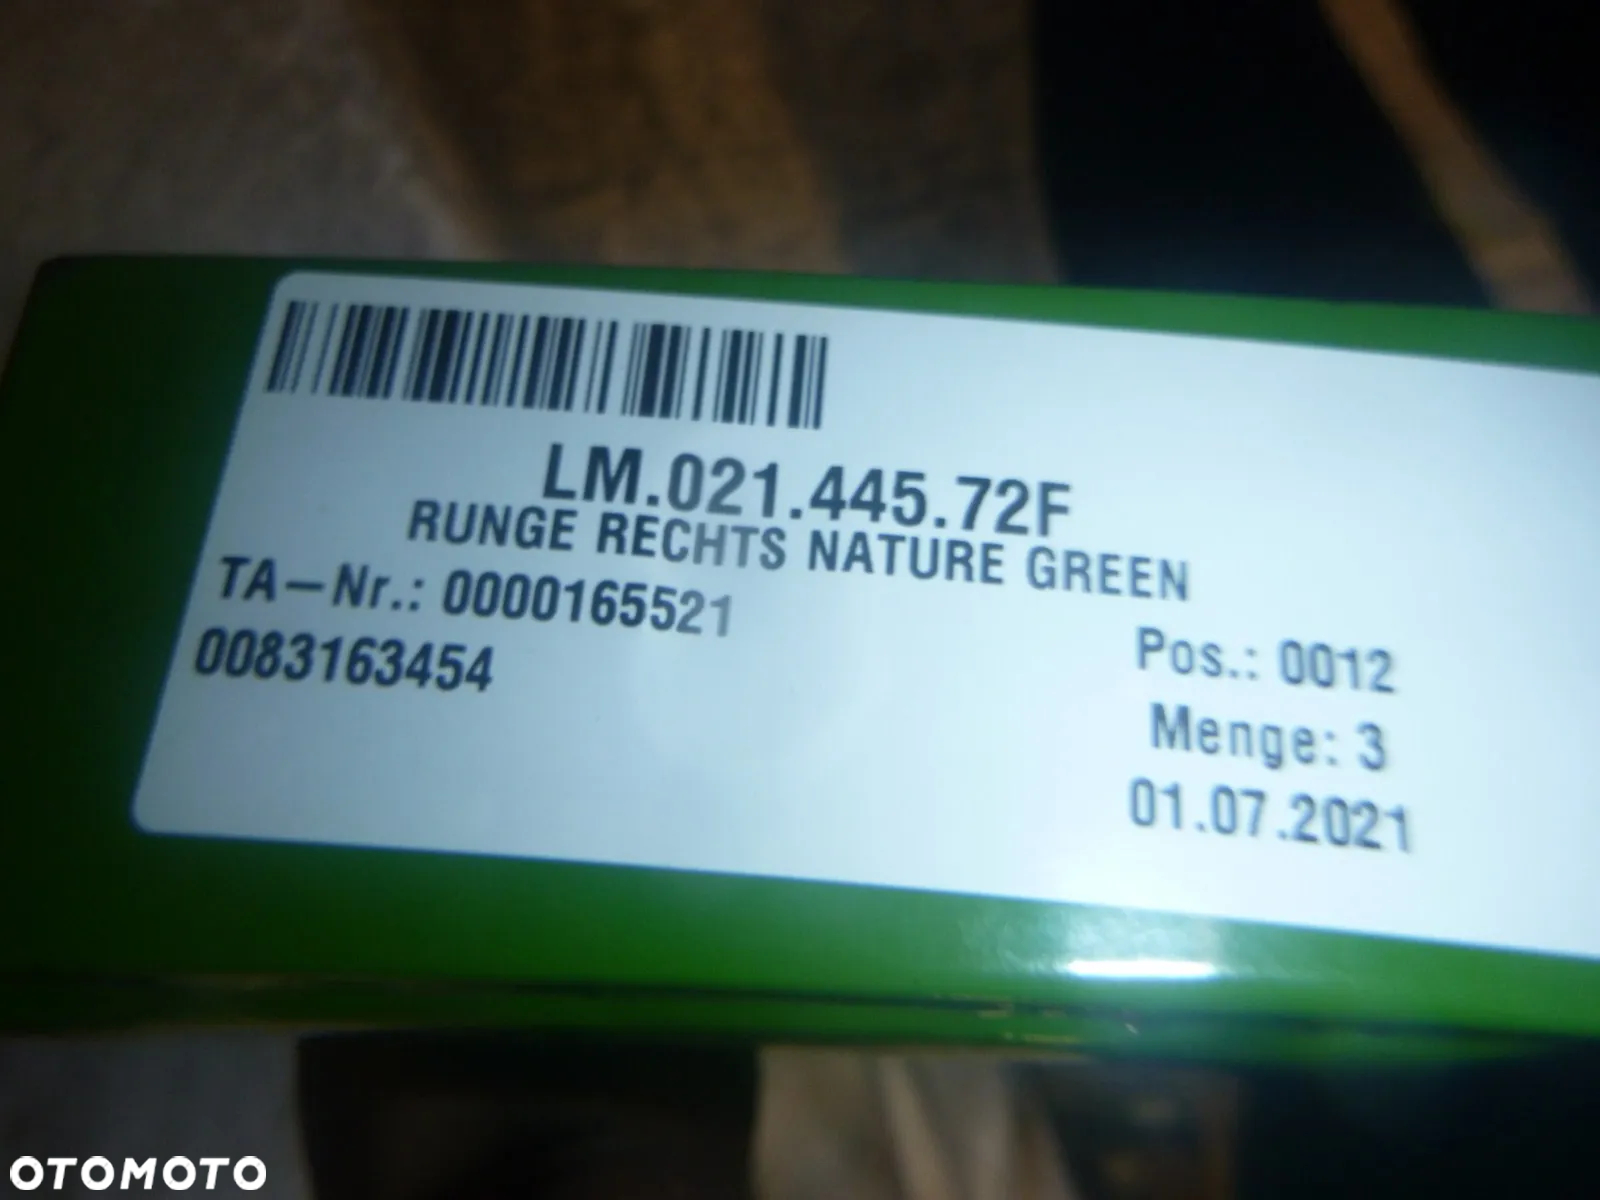 LM.021.445.72F
RUNGE RECHTS NATURE GREEN
TA-Nr.: 0000165521
0083163454
Pos.: 0012
Menge: 3
01.07.2021
OTOMOTO